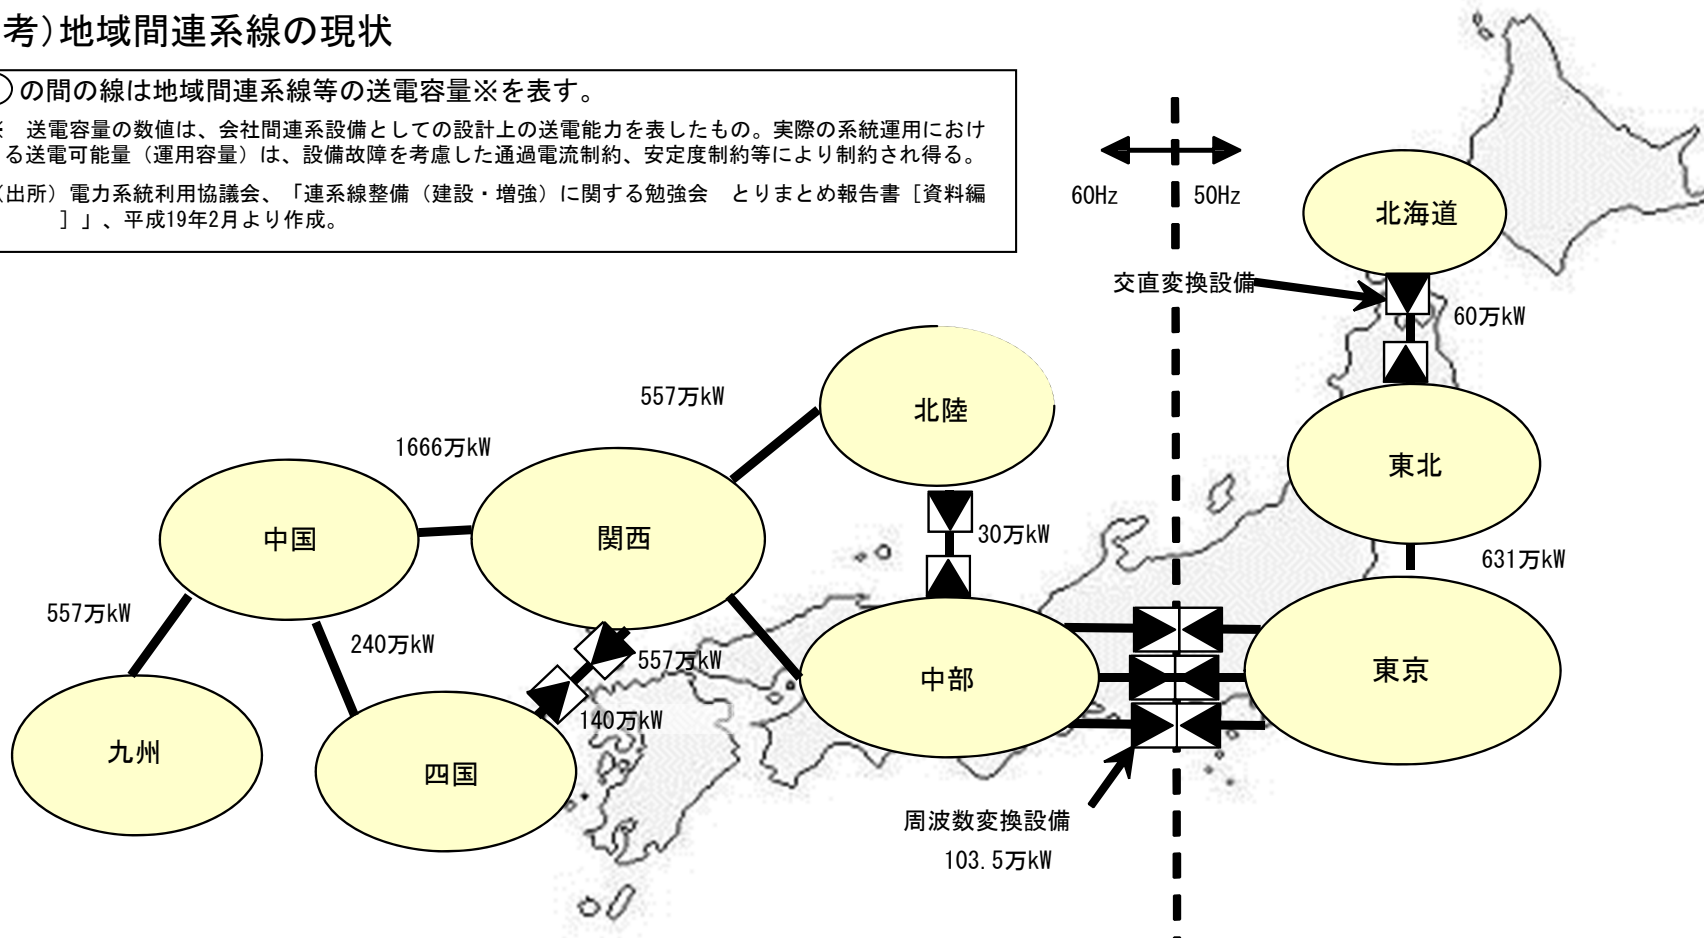 考)地域間連系線の現状
の間の線は地域間連系線等の送電容量※を表す。
※ 送電容量の数値は、会社間連系設備としての設計上の送電能力を表したもの。実際の系統運用におけ
る送電可能量（運用容量）は、設備故障を考慮した通過電流制約、安定度制約等により制約され得る。
(出所）電力系統利用協議会、「連系線整備（建設・増強）に関する勉強会 とりまとめ報告書［資料編
］」、平成19年2月より作成。
60Hz
50Hz
北海道
交直変換設備
60万kW
557万kW
北陸
1666万kW
東北
中国
関西
30万kW
631万kW
557万kW
240万kW
557万kW
中部
東京
140万kW
九州
四国
周波数変換設備
103.5万kW